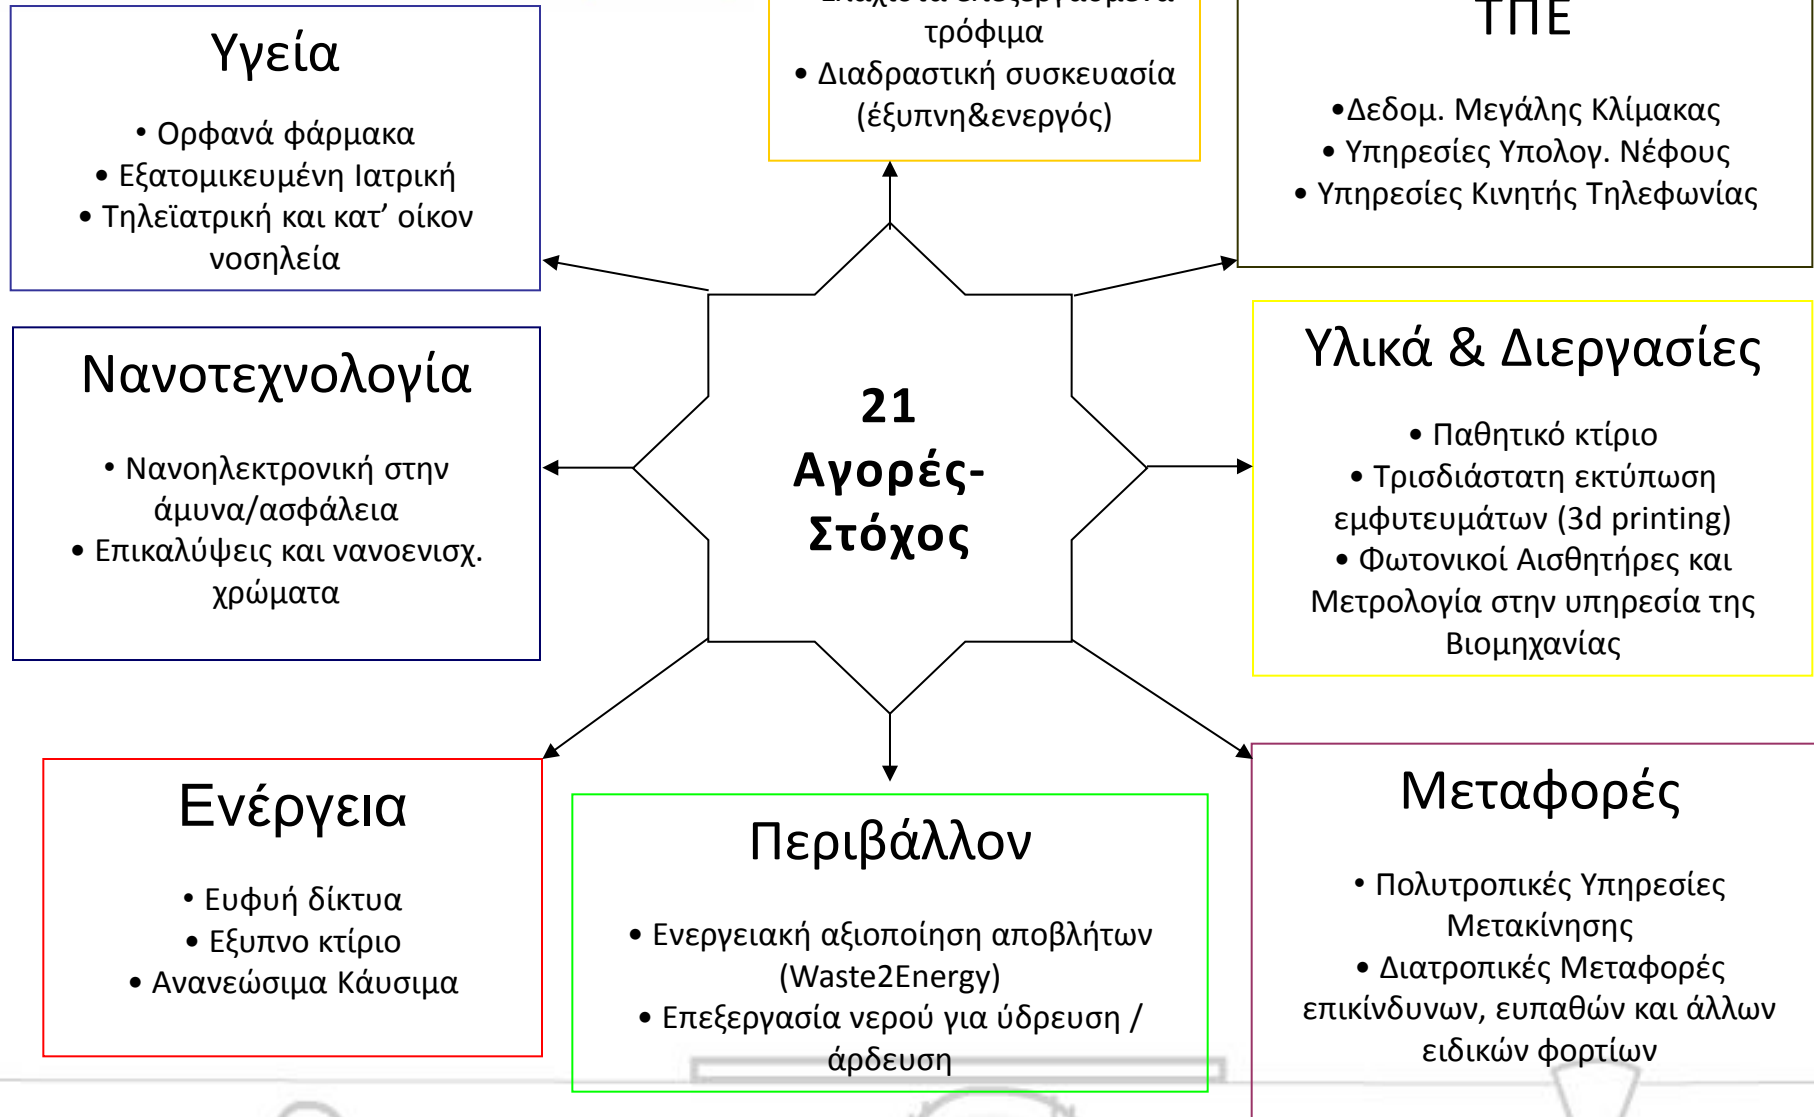 Υγεία
• Ορφανά φάρμακα
• Εξατομικευμένη Ιατρική
• Τηλεϊατρική και κατ’ οίκον
νοσηλεία
τρόφιμα
• Διαδραστική συσκευασία
(έξυπνη&ενεργός)
ΤΠΕ
•Δεδομ. Μεγάλης Κλίμακας
• Υπηρεσίες Υπολογ. Νέφους
• Υπηρεσίες Κινητής Τηλεφωνίας
Νανοτεχνολογία
• Νανοηλεκτρονική στην
άμυνα/ασφάλεια
• Επικαλύψεις και νανοενισχ.
χρώματα
21
Αγορές-
Στόχος
Υλικά & Διεργασίες
• Παθητικό κτίριο
• Τρισδιάστατη εκτύπωση
εμφυτευμάτων (3d printing)
• Φωτονικοί Αισθητήρες και
Μετρολογία στην υπηρεσία της
Βιομηχανίας
Ενέργεια
• Ευφυή δίκτυα
• Εξυπνο κτίριο
• Ανανεώσιμα Κάυσιμα
Περιβάλλον
• Ενεργειακή αξιοποίηση αποβλήτων
(Waste2Energy)
• Επεξεργασία νερού για ύδρευση /
άρδευση
Μεταφορές
• Πολυτροπικές Υπηρεσίες
Μετακίνησης
• Διατροπικές Μεταφορές
επικίνδυνων, ευπαθών και άλλων
ειδικών φορτίων